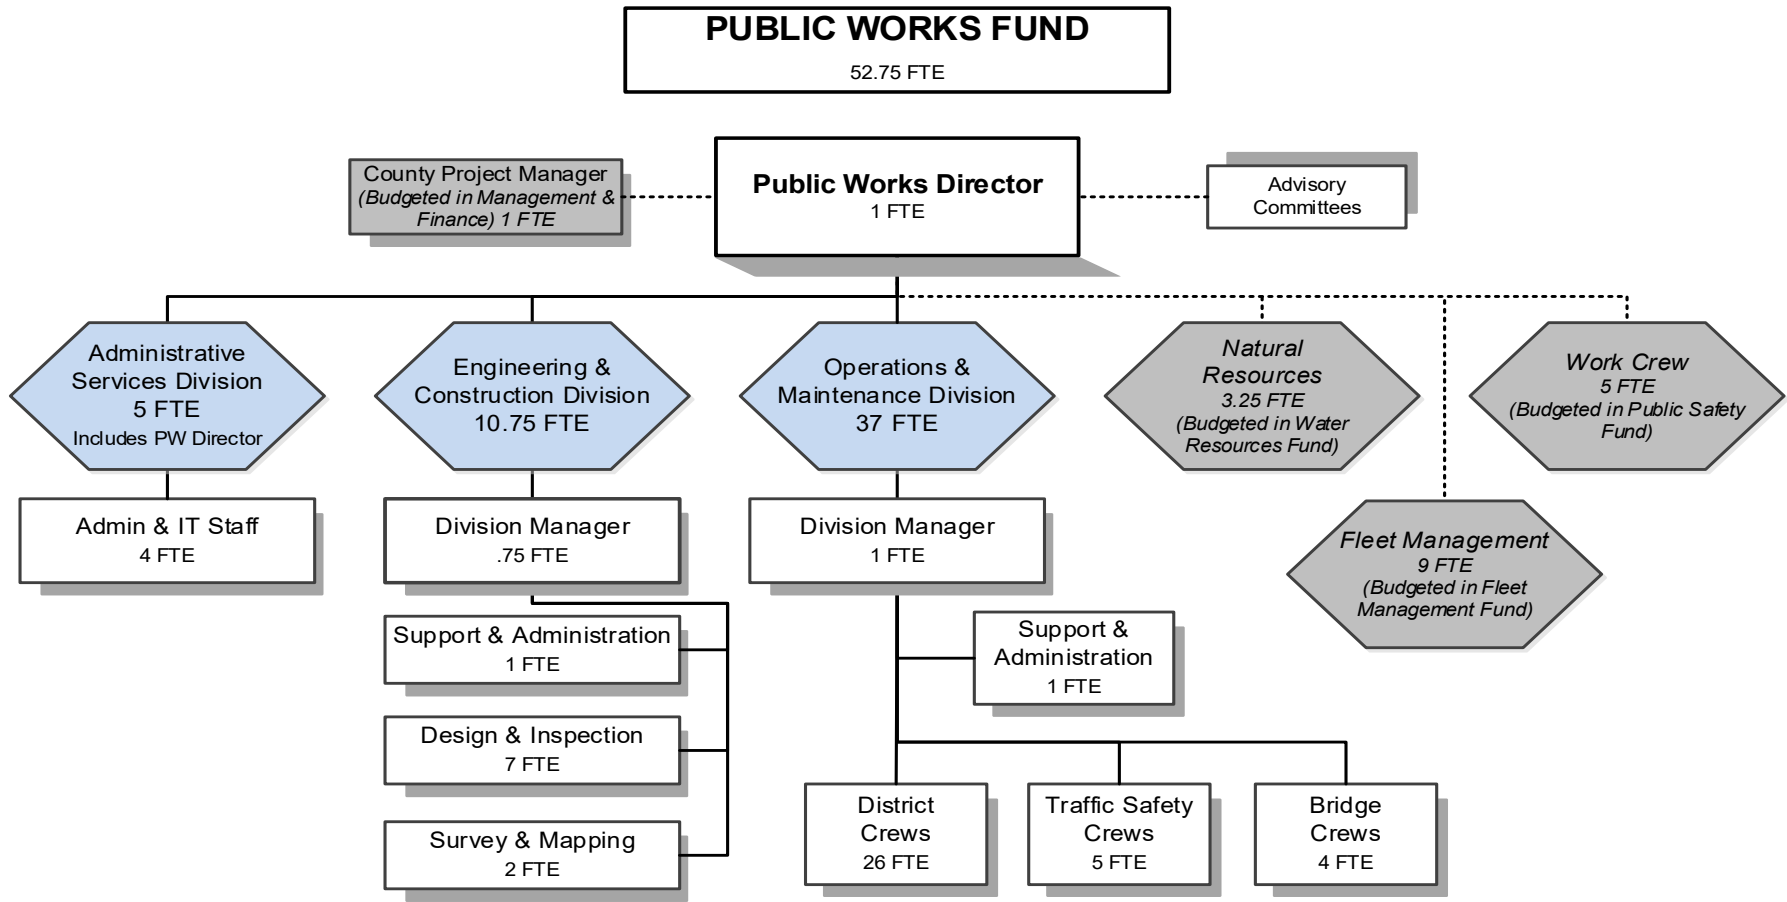 PUBLIC WORKS FUND
52.75 FTE
County Project Manager
(Budgeted in Management &
Finance) 1 FTE
Public Works Director
1 FTE
Advisory
Committees
Administrative
Services Division
5 FTE
Includes PW Director
Engineering &
Construction Division
10.75 FTE
Operations &
Maintenance Division
37 FTE
Natural
Resources
3.25 FTE
(Budgeted in Water
Resources Fund)
Work Crew
5 FTE
(Budgeted in Public Safety
Fund)
Fleet Management
9 FTE
(Budgeted in Fleet
Management Fund)
Admin & IT Staff
4 FTE
Division Manager
.75 FTE
Division Manager
1 FTE
Support & Administration
1 FTE
Design & Inspection
7 FTE
Survey & Mapping
2 FTE
Support &
Administration
1 FTE
District
Crews
26 FTE
Traffic Safety
Crews
5 FTE
Bridge
Crews
4 FTE